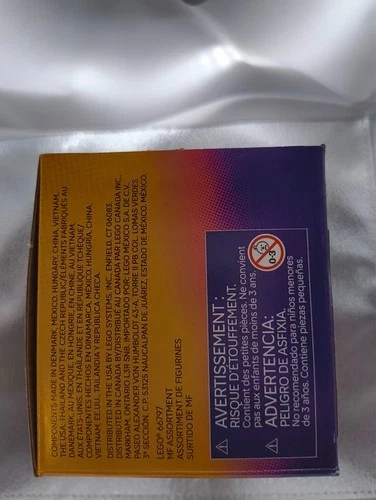 COMPONENTS MADE IN DENMARK, MEXICO, HUNGARY, CHINA, VIETNAM,
THE USA, THAILAND AND THE CZECH REPUBLIC/ÉLÉMENTS FABRIQUÉS AU
DANEMARK, AU MEXIQUE, EN HONGRIE, EN CHINE, AU VIETNAM,
AUX ÉTATS-UNIS, EN THAÏLANDE ET EN RÉPUBLIQUE TCHÈQUE/
COMPONENTES HECHOS EN DINAMARCA, MÉXICO, HUNGRÍA, CHINA,
VIETNAM, EE.UU., TAILANDIA Y REPÚBLICA CHECA.
DISTRIBUTED IN THE USA BY LEGO SYSTEMS, INC., ENFIELD, CT 06083.
DISTRIBUTED IN CANADA BY/DISTRIBUÉ AU CANADA PAR LEGO CANADA INC.,
MARKHAM, ONTARIO L3R 5H6. IMPORTADO POR: LEGO MÉXICO S.A. DE C.V.,
PASEO ALEXANDER VON HUMBOLDT 43-A, TORRE II PB COL. LOMAS VERDES
3ª SECCIÓN, C.P. 53125 NAUCALPAN DE JUÁREZ, ESTADO DE MÉXICO, MÉXICO.
LEGO® 66797
MF ASSORTMENT
ASSORTIMENT DE FIGURINES
SURTIDO DE MF
AVERTISSEMENT :
RISQUE D'ÉTOUFFEMENT.
Contient des petites pièces. Ne convient
pas aux enfants de moins de 3 ans.
0-3
ADVERTENCIA:
PELIGRO DE ASFIXIA.
No recomendado para niños menores
de 3 años. Contiene piezas pequeñas.